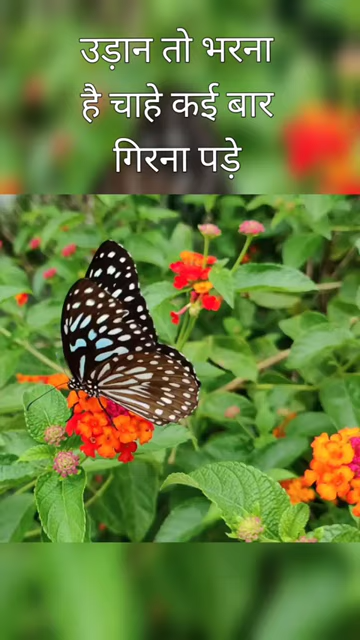 उड़ान तो भरना
है चाहे कई बार
गिरना पड़े